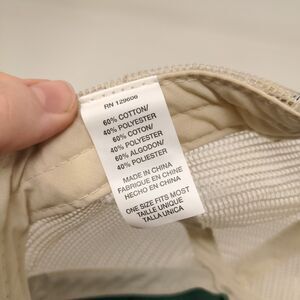 RN 129606
60% COTTON/
40% POLYESTER
60% COTON/
40% POLYESTER
60% ALGODON/
40% POLIESTER
MADE IN CHINA
FABRIQUE EN CHINE
HECHO EN CHINA
ONE SIZE FITS MOST
TAILLE UNIQUE
TALLA UNICA